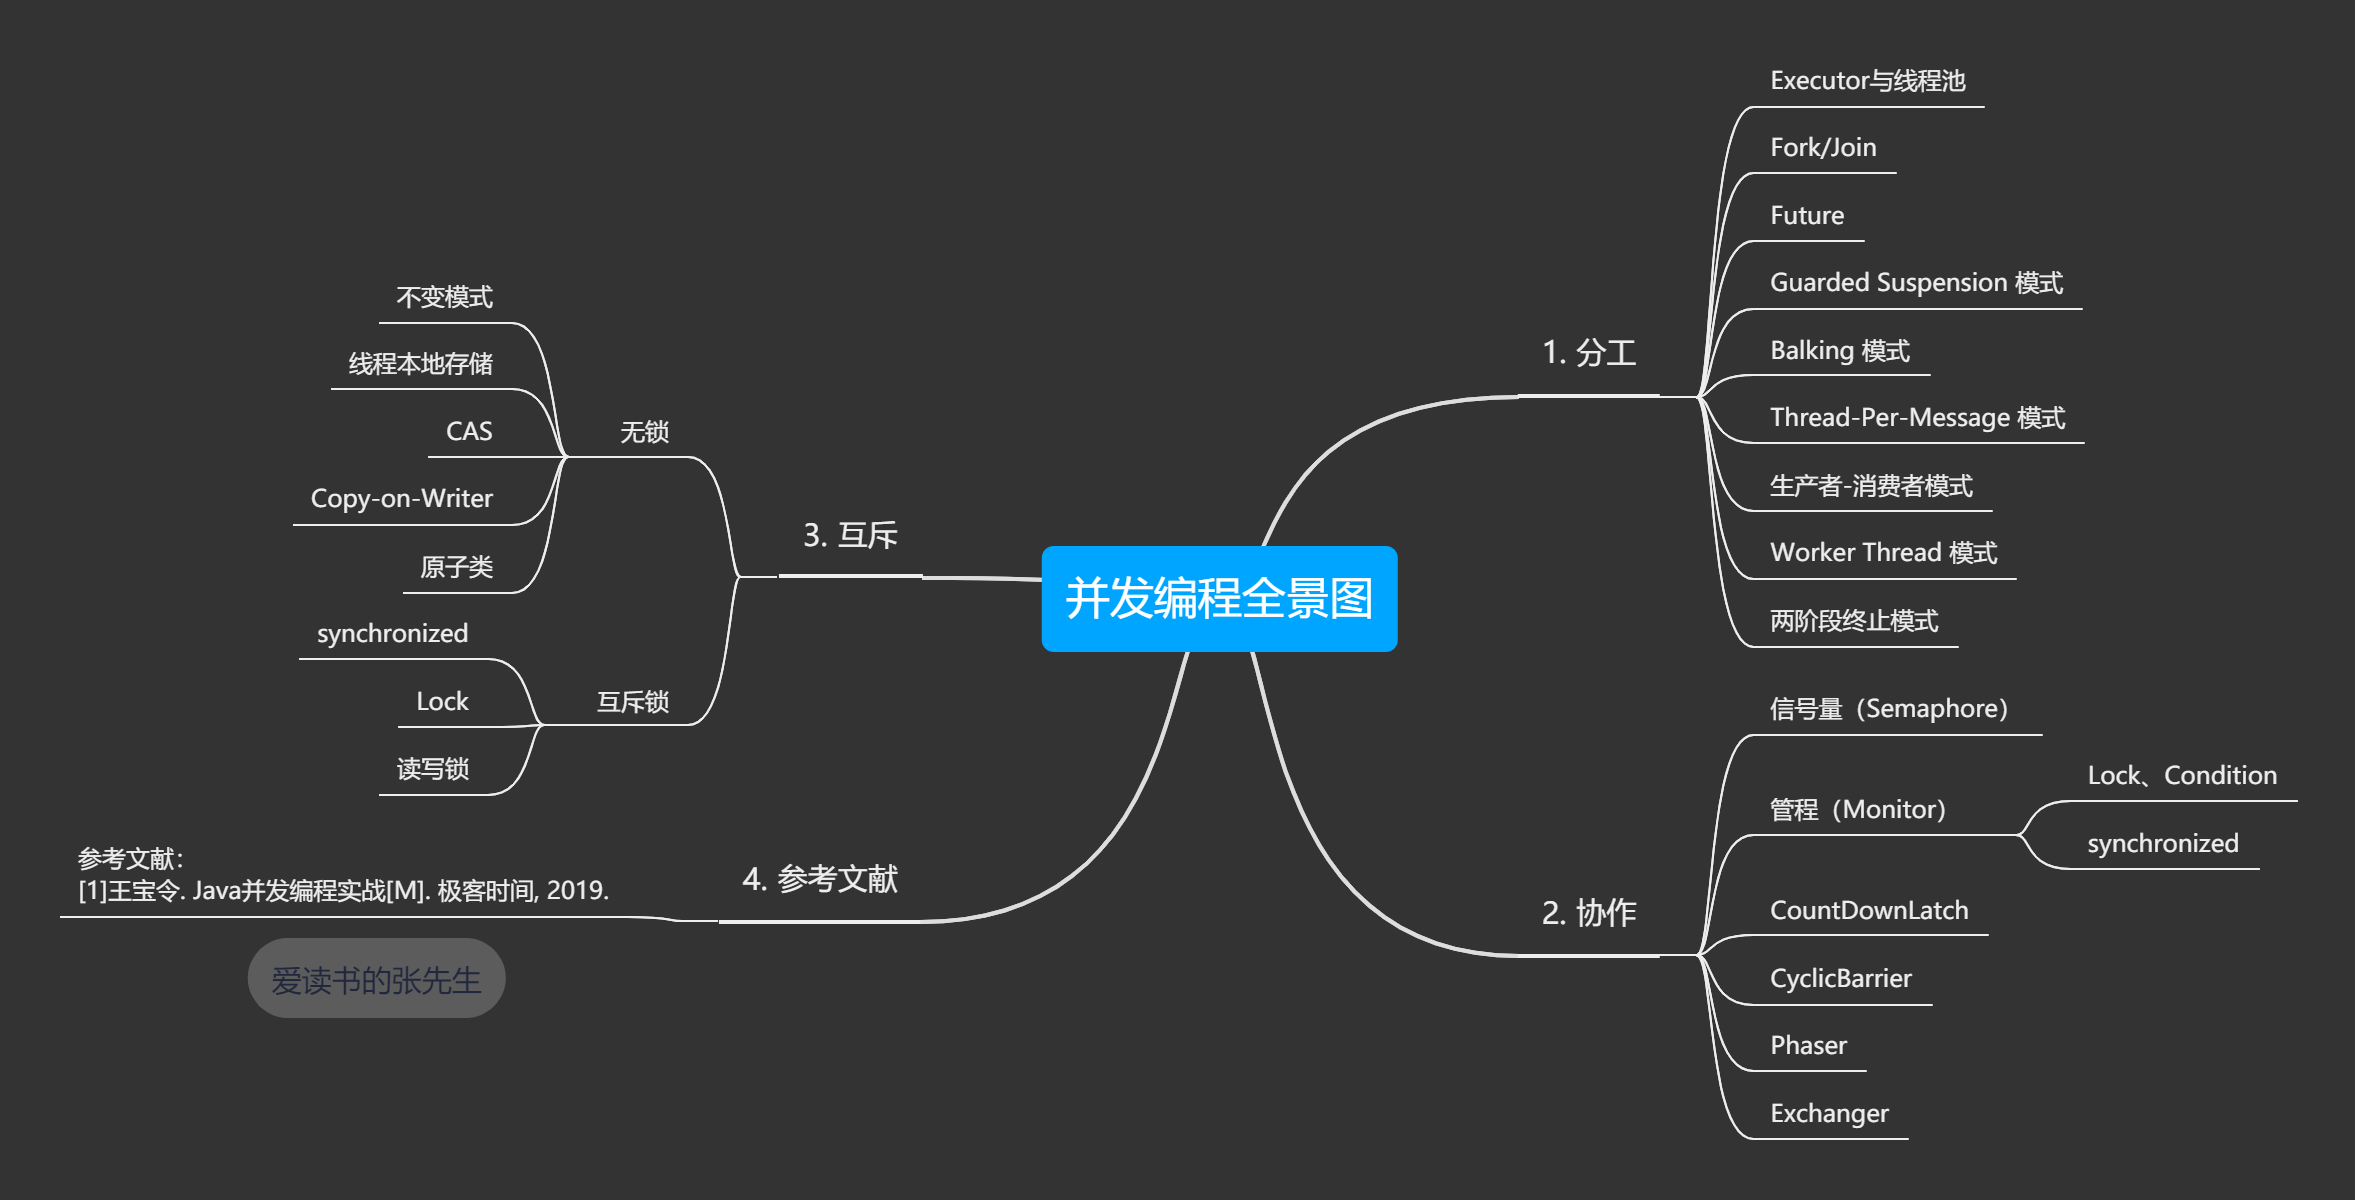 并发编程全景图
1. 分工
Executor与线程池
Fork/Join
Future
Guarded Suspension 模式
Balking 模式
Thread-Per-Message 模式
生产者-消费者模式
Worker Thread 模式
两阶段终止模式
2. 协作
信号量（Semaphore）
管程（Monitor）
Lock、Condition
synchronized
CountDownLatch
CyclicBarrier
Phaser
Exchanger
3. 互斥
无锁
不变模式
线程本地存储
CAS
Copy-on-Writer
原子类
互斥锁
synchronized
Lock
读写锁
4. 参考文献
参考文献：
[1]王宝令. Java并发编程实战[M]. 极客时间, 2019.
爱读书的张先生